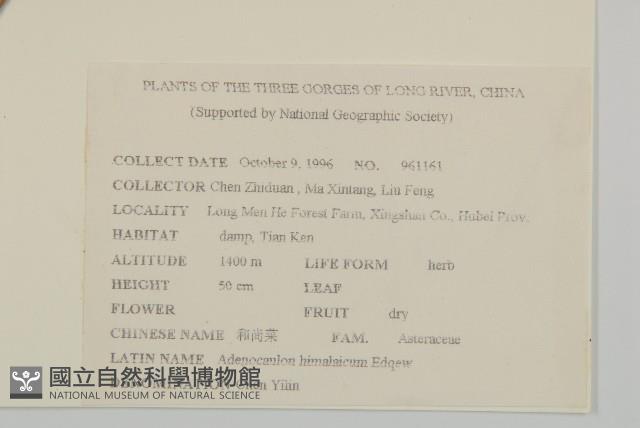 PLANTS OF THE THREE GORGES OF LONG RIVER, CHINA
(Supported by National Geographic Society)
COLLECT DATE October 9, 1996 NO. 961161
COLLECTOR Chen Zhiduan , Ma Xintang, Liu Feng
LOCALITY Long Men He Forest Farm, Xingshan Co., Hubei Prov.
HABITAT damp, Tian Ken
ALTITUDE 1400 m LIFE FORM herb
HEIGHT 50 cm LEAF
FLOWER FRUIT dry
CHINESE NAME 和尚菜 FAM. Asteraceae
LATIN NAME Adenocaulon himalaicum Edgew
DENOMINATION Chen Yilin
國立自然科學博物館
NATIONAL MUSEUM OF NATURAL SCIENCE